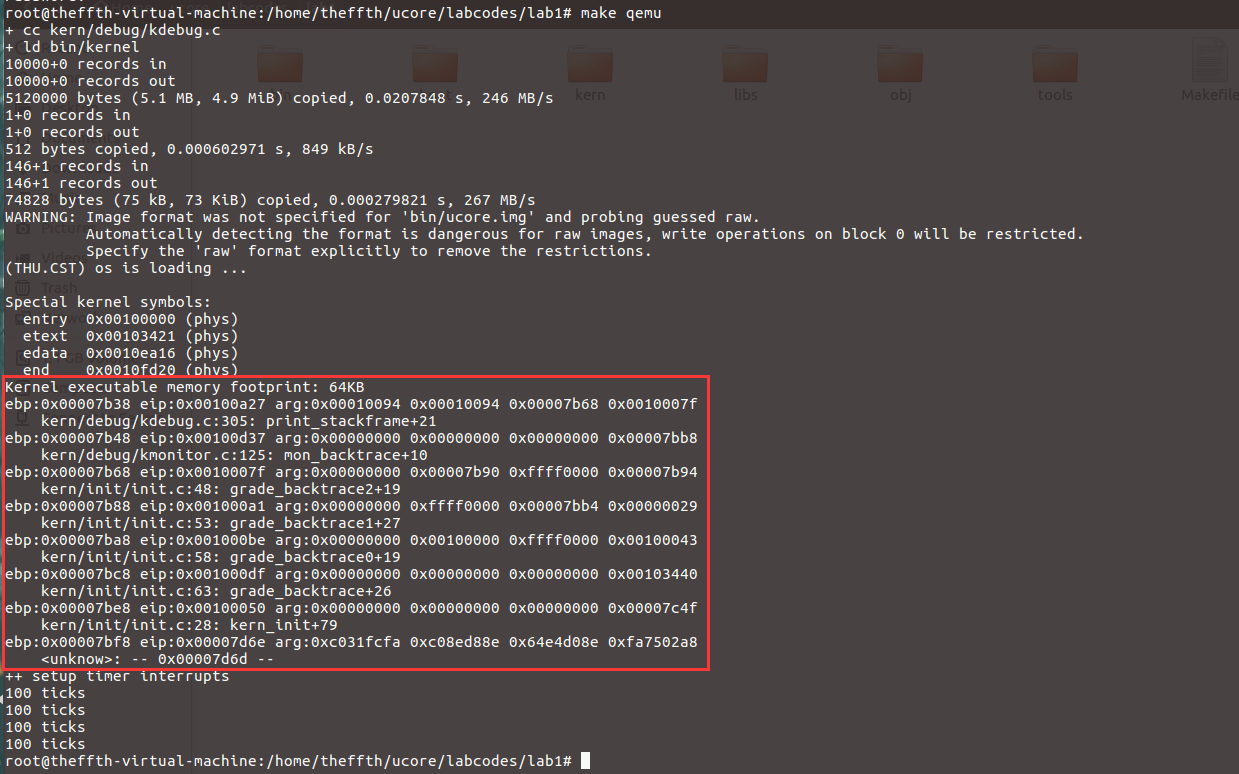 root@theffth-virtual-machine:/home/theffth/ucore/labcodes/lab1# make qemu
+ cc kern/debug/kdebug.c
+ ld bin/kernel
10000+0 records in
10000+0 records out
5120000 bytes (5.1 MB, 4.9 MiB) copied, 0.0207848 s, 246 MB/s
1+0 records in
1+0 records out
512 bytes copied, 0.000602971 s, 849 kB/s
146+1 records in
146+1 records out
74828 bytes (75 kB, 73 KiB) copied, 0.000279821 s, 267 MB/s
WARNING: Image format was not specified for 'bin/ucore.img' and probing guessed raw.
         Automatically detecting the format is dangerous for raw images, write operations on block 0 will be restricted.
         Specify the 'raw' format explicitly to remove the restrictions.
(THU.CST) os is loading ...

Special kernel symbols:
  entry  0x00100000 (phys)
  etext  0x00103421 (phys)
  edata  0x0010ea16 (phys)
  end    0x0010fd20 (phys)
Kernel executable memory footprint: 64KB
ebp:0x00007b38 eip:0x00100a27 arg:0x00010094 0x00010094 0x00007b68 0x0010007f
    kern/debug/kdebug.c:305: print_stackframe+21
ebp:0x00007b48 eip:0x00100d37 arg:0x00000000 0x00000000 0x00000000 0x00007bb8
    kern/debug/kmonitor.c:125: mon_backtrace+10
ebp:0x00007b68 eip:0x0010007f arg:0x00000000 0x00007b90 0xffff0000 0x00007b94
    kern/init/init.c:48: grade_backtrace2+19
ebp:0x00007b88 eip:0x001000a1 arg:0x00000000 0xffff0000 0x00007bb4 0x00000029
    kern/init/init.c:53: grade_backtrace1+27
ebp:0x00007ba8 eip:0x001000be arg:0x00000000 0x00100000 0xffff0000 0x00100043
    kern/init/init.c:58: grade_backtrace0+19
ebp:0x00007bc8 eip:0x001000df arg:0x00000000 0x00000000 0x00000000 0x00103440
    kern/init/init.c:63: grade_backtrace+26
ebp:0x00007be8 eip:0x00100050 arg:0x00000000 0x00000000 0x00000000 0x00007c4f
    kern/init/init.c:28: kern_init+79
ebp:0x00007bf8 eip:0x00007d6e arg:0xc031fcfa 0xc08ed88e 0x64e4d08e 0xfa7502a8
    <unknow>: -- 0x00007d6d --
++ setup timer interrupts
100 ticks
100 ticks
100 ticks
100 ticks
root@theffth-virtual-machine:/home/theffth/ucore/labcodes/lab1#
kern
libs
obj
tools
Makefile
Trash